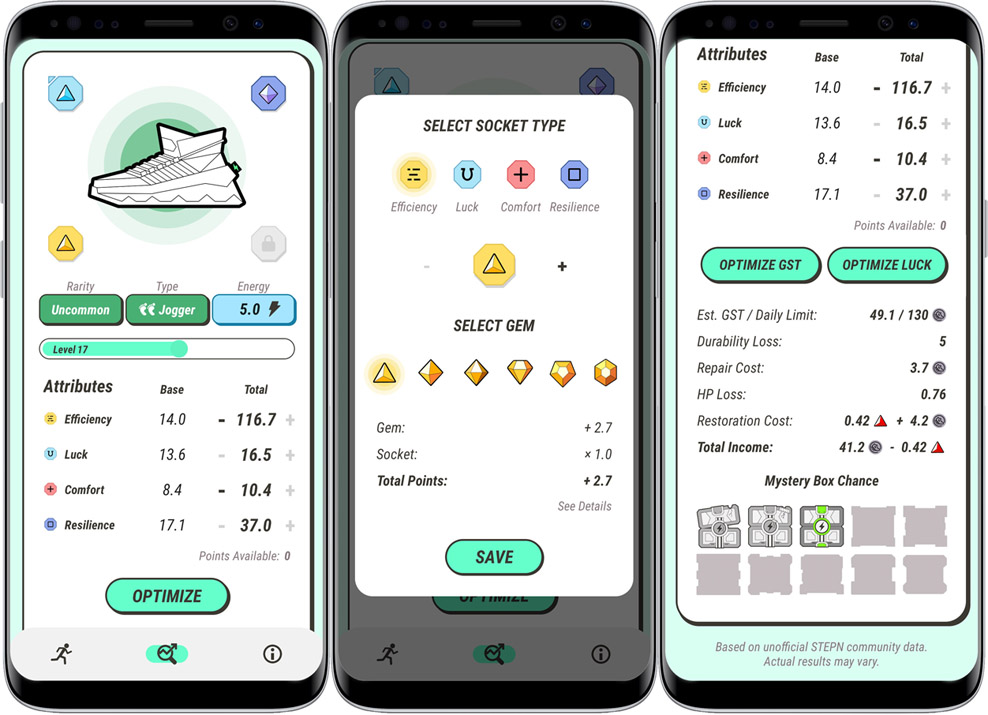 Rarity Type Energy
Uncommon Jogger 5.0
Level 17
Attributes Base Total
Efficiency 14.0 - 116.7 +
Luck 13.6 - 16.5 +
Comfort 8.4 - 10.4 +
Resilience 17.1 - 37.0 +
Points Available: 0
OPTIMIZE
SELECT SOCKET TYPE
Efficiency Luck Comfort Resilience
- +
SELECT GEM
Gem: + 2.7
Socket: × 1.0
Total Points: + 2.7
See Details
SAVE
OPTIMIZE
Attributes Base Total
Efficiency 14.0 - 116.7 +
Luck 13.6 - 16.5 +
Comfort 8.4 - 10.4 +
Resilience 17.1 - 37.0 +
Points Available: 0
OPTIMIZE GST OPTIMIZE LUCK
Est. GST / Daily Limit: 49.1 / 130
Durability Loss: 5
Repair Cost: 3.7
HP Loss: 0.76
Restoration Cost: 0.42 + 4.2
Total Income: 41.2 - 0.42
Mystery Box Chance
Based on unofficial STEPN community data.
Actual results may vary.